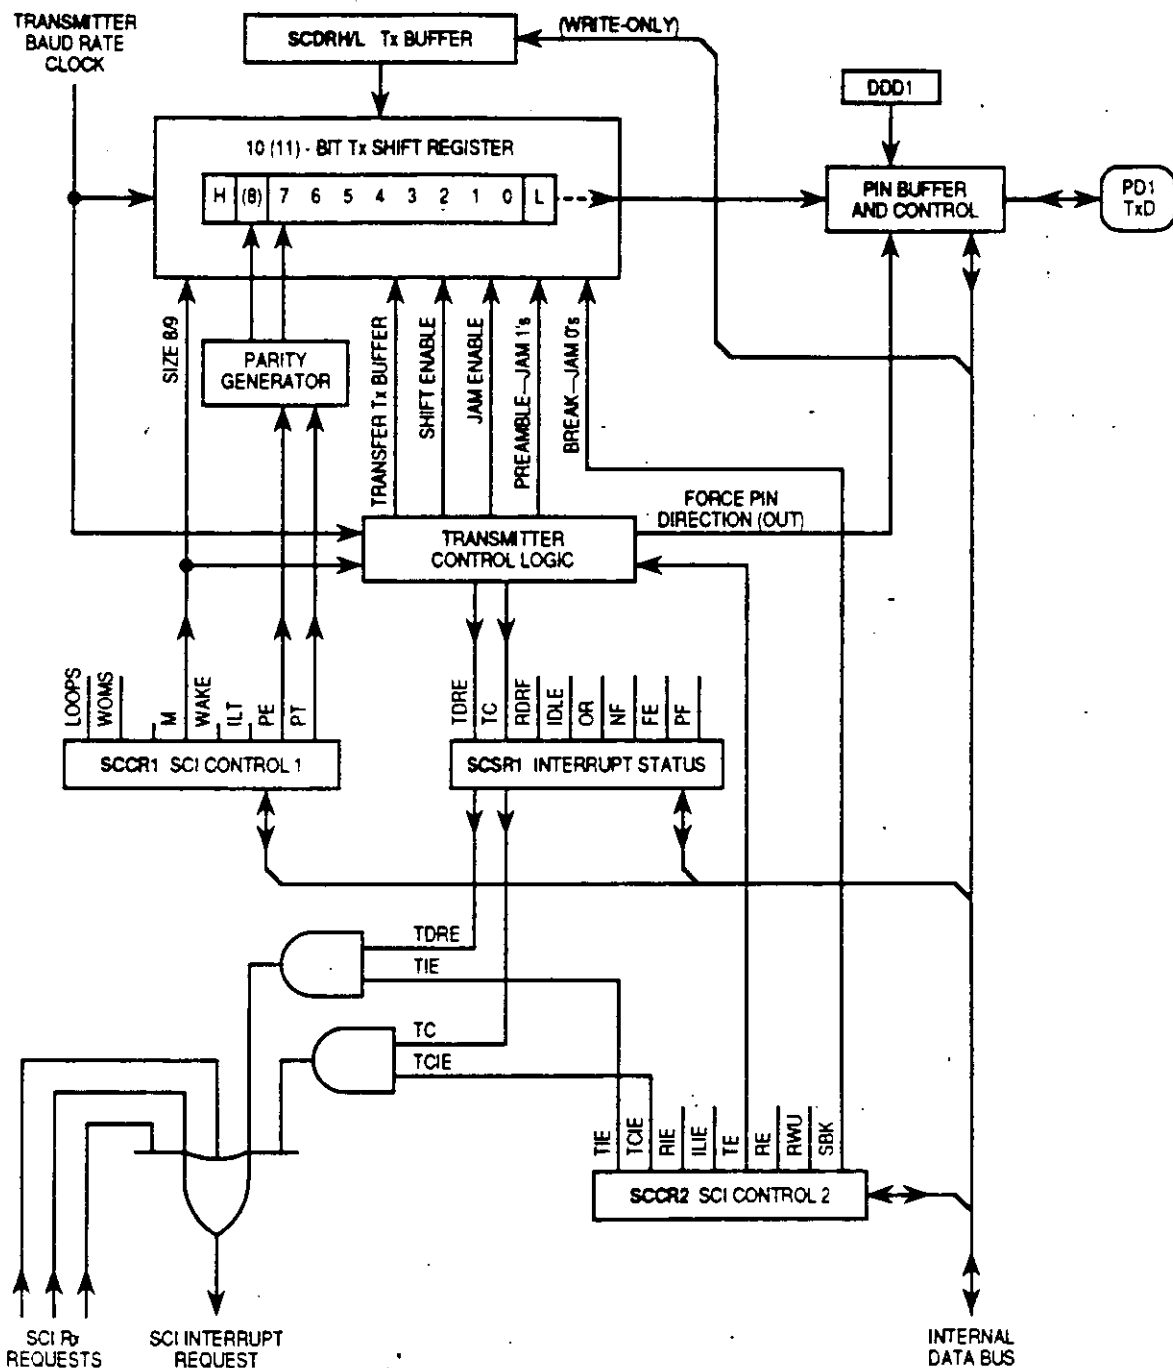 TRANSMITTER
BAUD RATE
CLOCK
SCDRH/L Tx BUFFER
(WRITE-ONLY)
DDD1
10 (11) - BIT Tx SHIFT REGISTER
H (8) 7 6 5 4 3 2 1 0 L
PIN BUFFER
AND CONTROL
PD1
TxD
SIZE 8/9
PARITY
GENERATOR
TRANSFER Tx BUFFER
SHIFT ENABLE
JAM ENABLE
PREAMBLE—JAM 1's
BREAK—JAM 0's
FORCE PIN
DIRECTION (OUT)
TRANSMITTER
CONTROL LOGIC
LOOPS
WOMS
M
WAKE
ILT
PE
PT
TDRE
TC
RDRF
IDLE
OR
NF
FE
PF
SCCR1 SCI CONTROL 1
SCSR1 INTERRUPT STATUS
TDRE
TIE
TC
TCIE
TIE
TCIE
RIE
ILIE
TE
RE
RWU
SBK
SCCR2 SCI CONTROL 2
SCI Rx
REQUESTS
SCI INTERRUPT
REQUEST
INTERNAL
DATA BUS